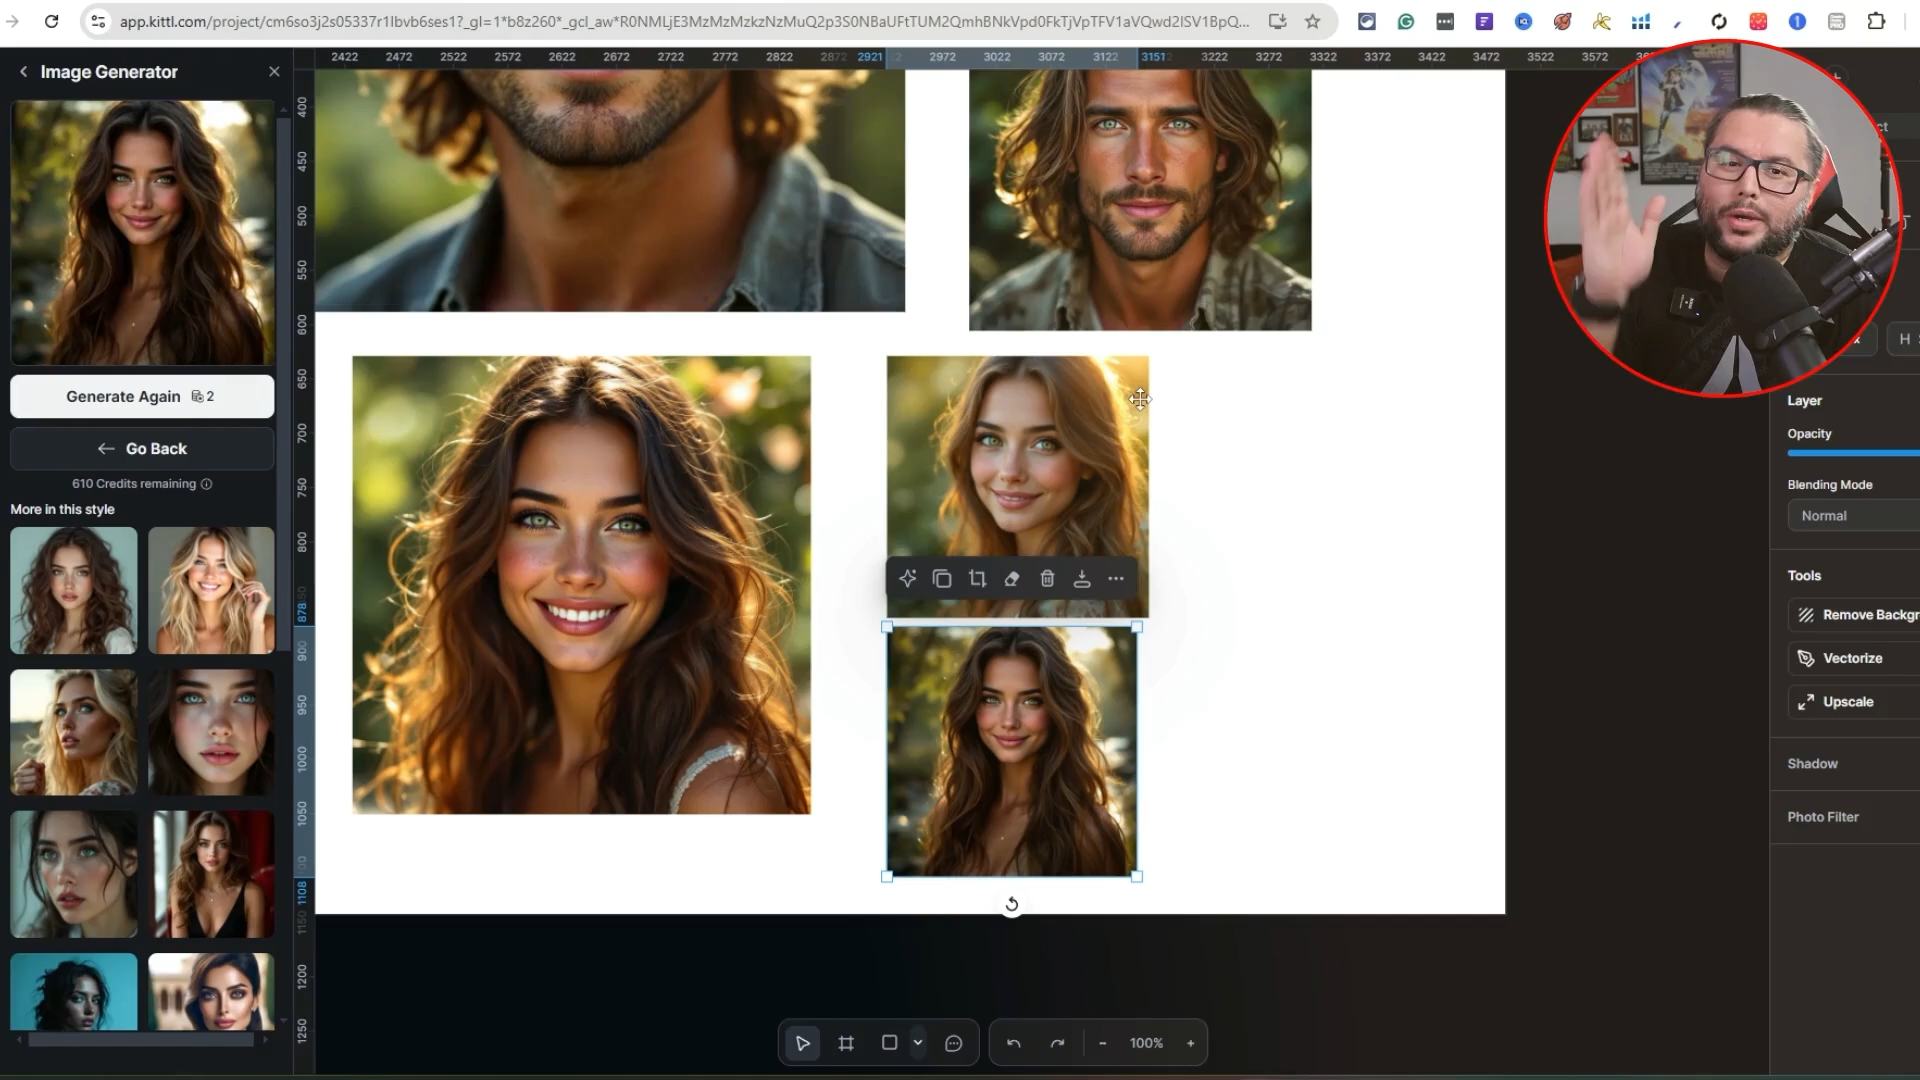 app.kittl.com/project/cm6so3j2s05337r1lbvb6ses1?_gl=1*b8z260*_gcl_aw*R0NMLjE3MzMzMzkzNzMuQ2p3S0NBaUFtTUM2QmhBNkVpd0FkTjVpTFV1aVQwd2lSV1BpQ...
Image Generator
Generate Again 2
Go Back
610 Credits remaining
More in this style
2422 2472 2522 2572 2622 2672 2722 2772 2822 2872 2921 2972 3022 3072 3122 3151 3222 3272 3322 3372 3422 3472 3522 3572
400
450
500
550
600
650
700
750
800
878
900
950
1000
1050
1108
1150
1200
1250
H
Layer
Opacity
Blending Mode
Normal
Tools
Remove Backgr
Vectorize
Upscale
Shadow
Photo Filter
- 100% +